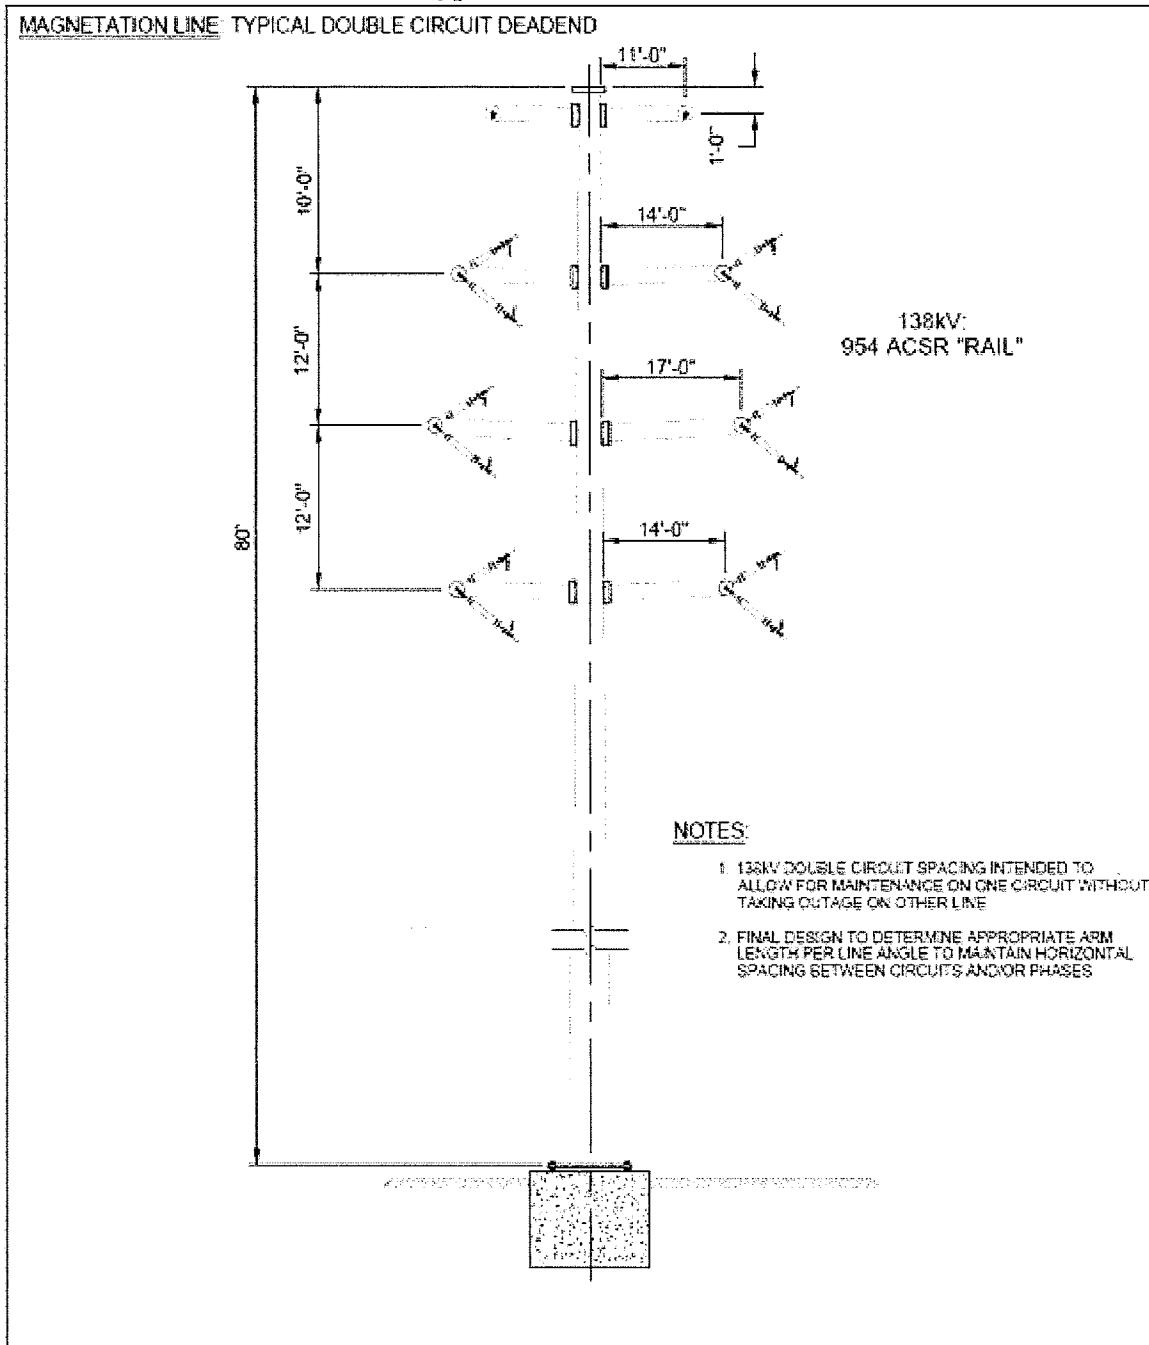 MAGNETATION LINE: TYPICAL DOUBLE CIRCUIT DEADEND
11'-0"
1'-0"
10'-0"
14'-0"
138kV:
954 ACSR "RAIL"
12'-0"
17'-0"
12'-0"
14'-0"
80'
NOTES:
1. 138kV DOUBLE CIRCUIT SPACING INTENDED TO
ALLOW FOR MAINTENANCE ON ONE CIRCUIT WITHOUT
TAKING OUTAGE ON OTHER LINE
2. FINAL DESIGN TO DETERMINE APPROPRIATE ARM
LENGTH PER LINE ANGLE TO MAINTAIN HORIZONTAL
SPACING BETWEEN CIRCUITS AND/OR PHASES